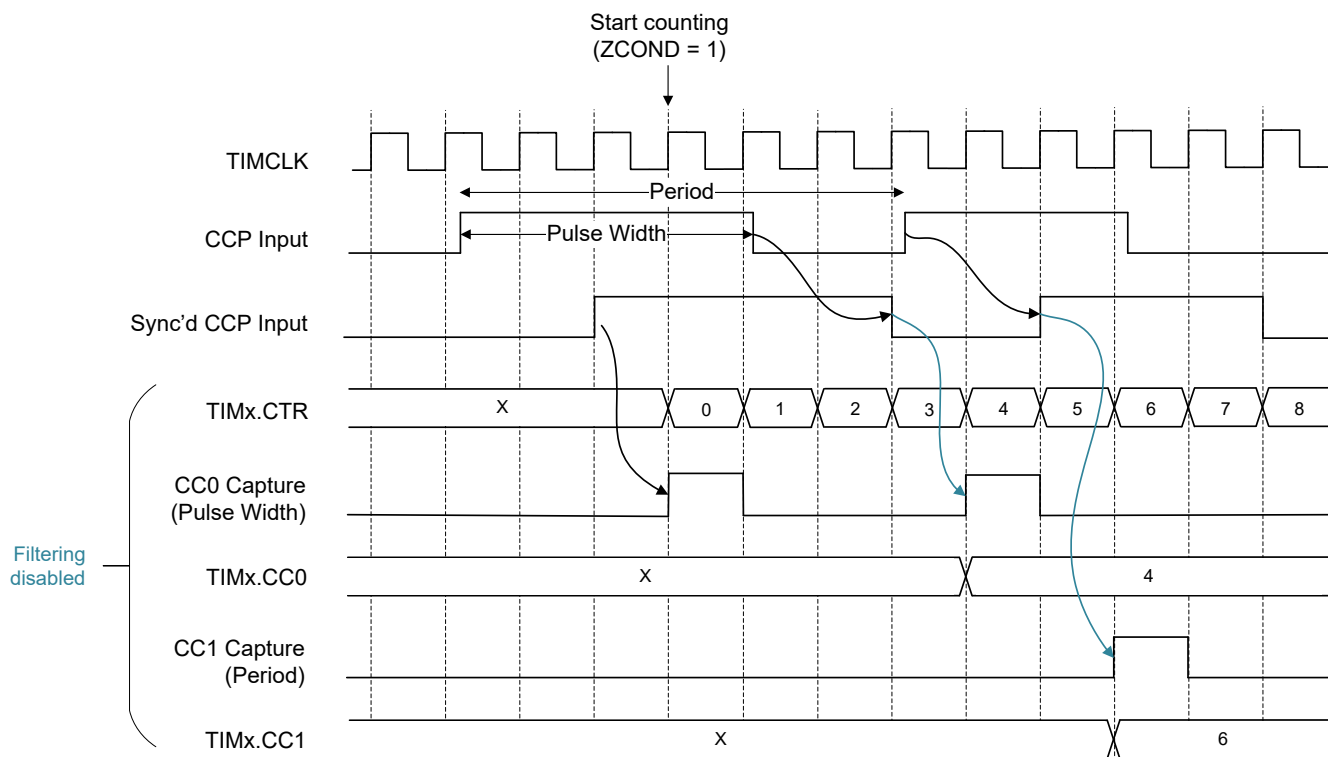 Start counting
(ZCOND = 1)
TIMCLK
Period
CCP Input
Pulse Width
Sync’d CCP Input
TIMx.CTR
X
0
1
2
3
4
5
6
7
8
CC0 Capture
(Pulse Width)
Filtering
disabled
TIMx.CC0
X
4
CC1 Capture
(Period)
TIMx.CC1
X
6